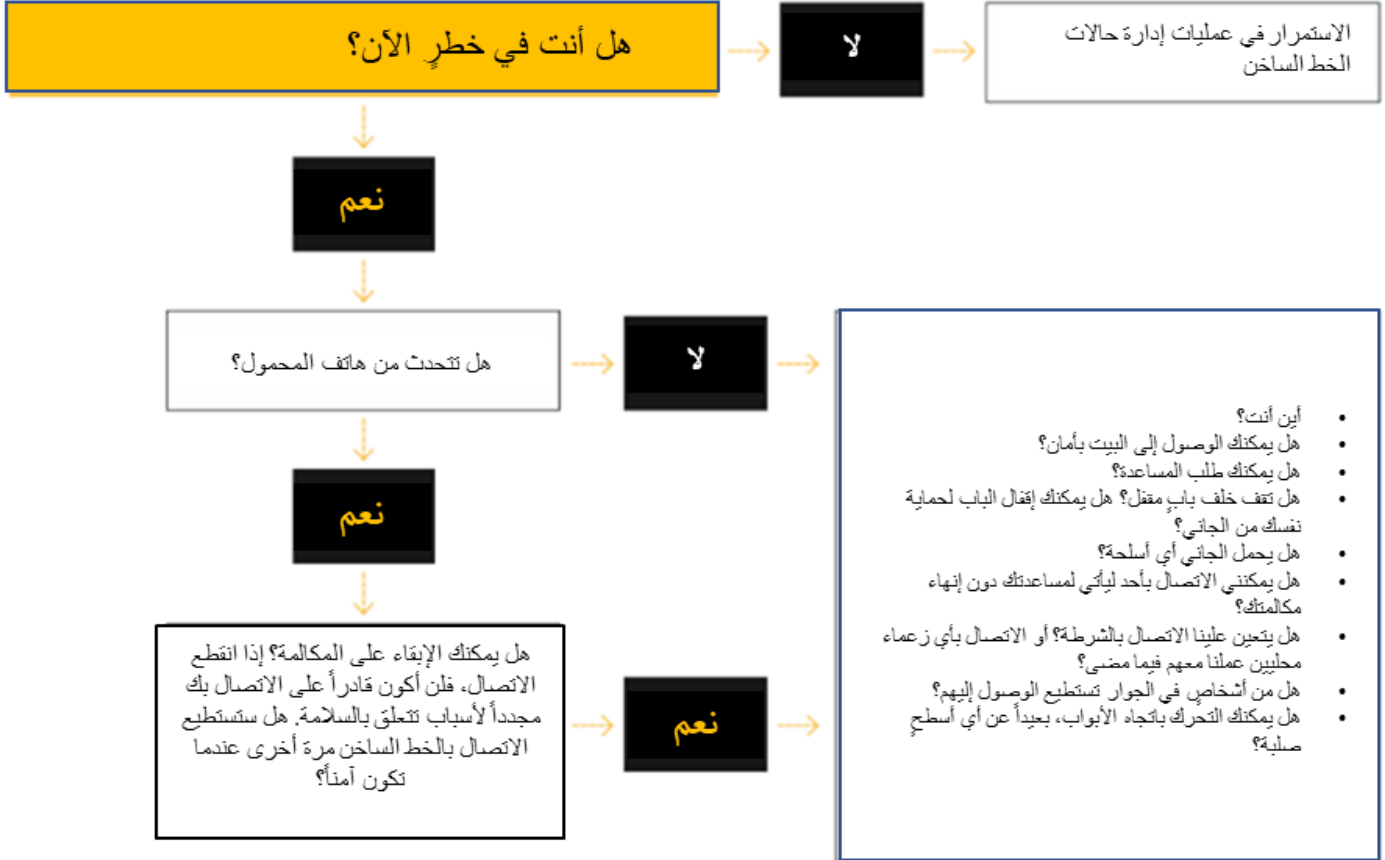 هل أنت في خطرٍ الآن؟
لا
الاستمرار في عمليات إدارة حالات
الخط الساخن
نعم
هل تتحدث من هاتف المحمول؟
لا
نعم
هل يمكنك الإبقاء على المكالمة؟ إذا انقطع
الاتصال، فلن أكون قادراً على الاتصال بك
مجدداً لأسباب تتعلق بالسلامة. هل ستستطيع
الاتصال بالخط الساخن مرة أخرى عندما
تكون آمناً؟
نعم
• أين أنت؟
• هل يمكنك الوصول إلى البيت بأمان؟
• هل يمكنك طلب المساعدة؟
• هل تقف خلف بابٍ مقفل؟ هل يمكنك إقفال الباب لحماية
نفسك من الجاني؟
• هل يحمل الجاني أي أسلحة؟
• هل يمكنني الاتصال بأحد ليأتي لمساعدتك دون إنهاء
مكالمتك؟
• هل يتعين علينا الاتصال بالشرطة؟ أو الاتصال بأي زعماء
محليين عملنا معهم فيما مضى؟
• هل من أشخاصٍ في الجوار تستطيع الوصول إليهم؟
• هل يمكنك التحرك باتجاه الأبواب، بعيداً عن أي أسطحٍ
صلبة؟